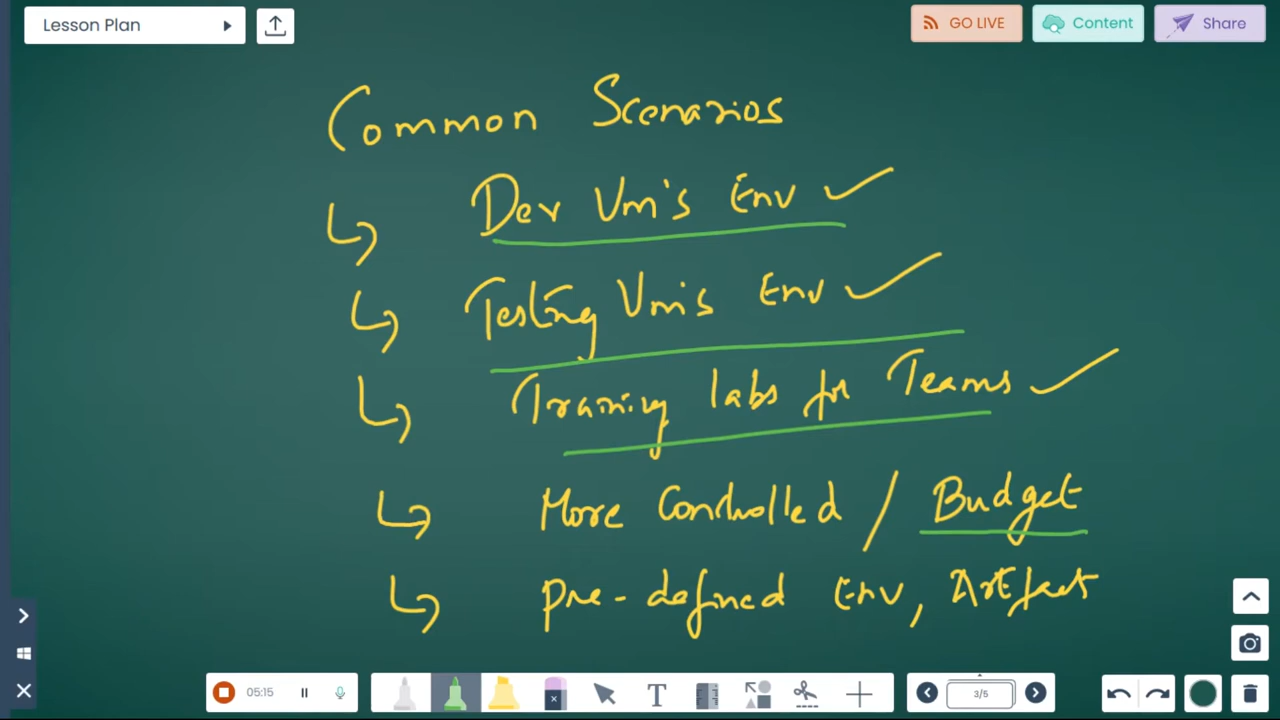 Lesson Plan
GO LIVE
Content
Share
Common Scenarios
Dev Vm's Env
Testing Vm's Env
Training labs for Teams
More Controlled / Budget
Pre-defined Env, Artefact
05:15
T
3/5